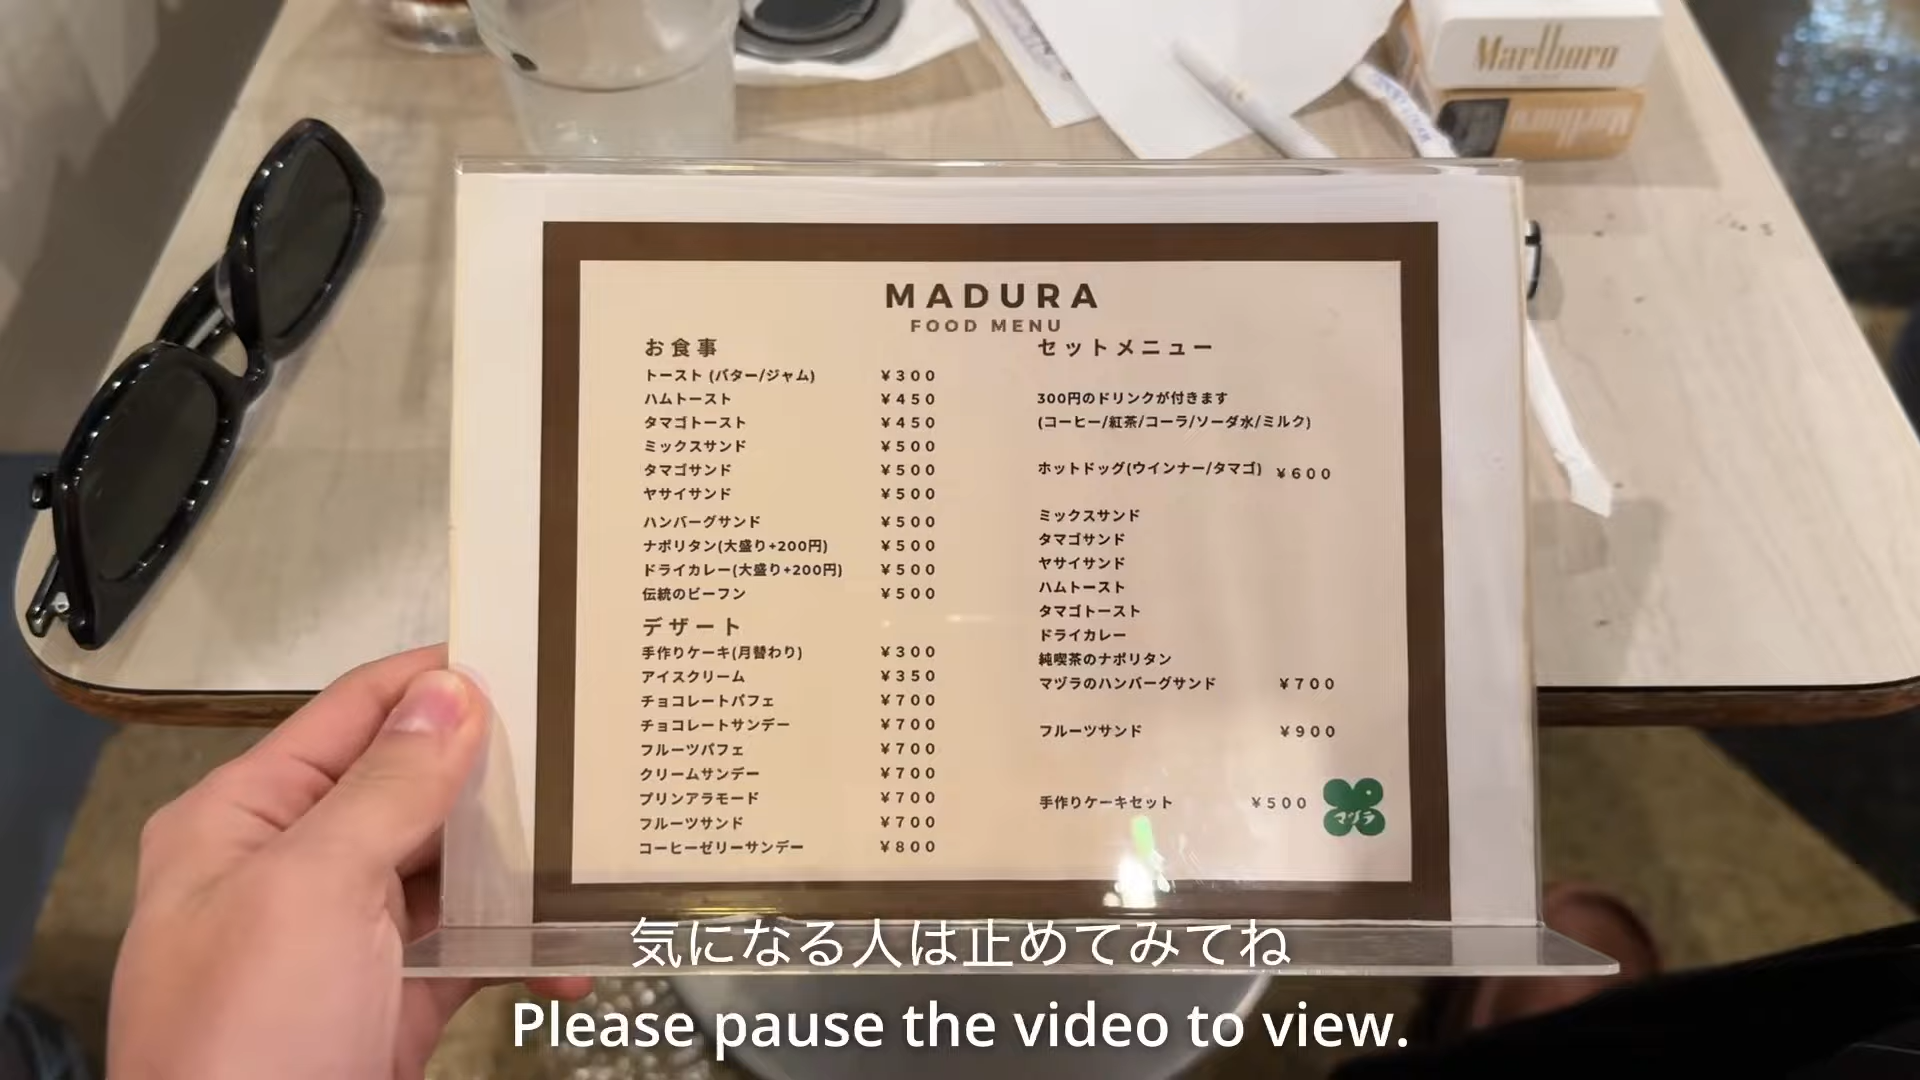 Marlboro
Marlboro
MADURA
FOOD MENU
お食事
トースト (バター/ジャム) ¥300
ハムトースト ¥450
タマゴトースト ¥450
ミックスサンド ¥500
タマゴサンド ¥500
ヤサイサンド ¥500
ハンバーグサンド ¥500
ナポリタン(大盛り+200円) ¥500
ドライカレー(大盛り+200円) ¥500
伝統のビーフン ¥500
デザート
手作りケーキ(月替わり) ¥300
アイスクリーム ¥350
チョコレートパフェ ¥700
チョコレートサンデー ¥700
フルーツパフェ ¥700
クリームサンデー ¥700
プリンアラモード ¥700
フルーツサンド ¥700
コーヒーゼリーサンデー ¥800
セットメニュー
300円のドリンクが付きます
(コーヒー/紅茶/コーラ/ソーダ水/ミルク)
ホットドッグ(ウインナー/タマゴ) ¥600
ミックスサンド
タマゴサンド
ヤサイサンド
ハムトースト
タマゴトースト
ドライカレー
純喫茶のナポリタン
マヅラのハンバーグサンド ¥700
フルーツサンド ¥900
手作りケーキセット ¥500
マヅラ
気になる人は止めてみてね
Please pause the video to view.